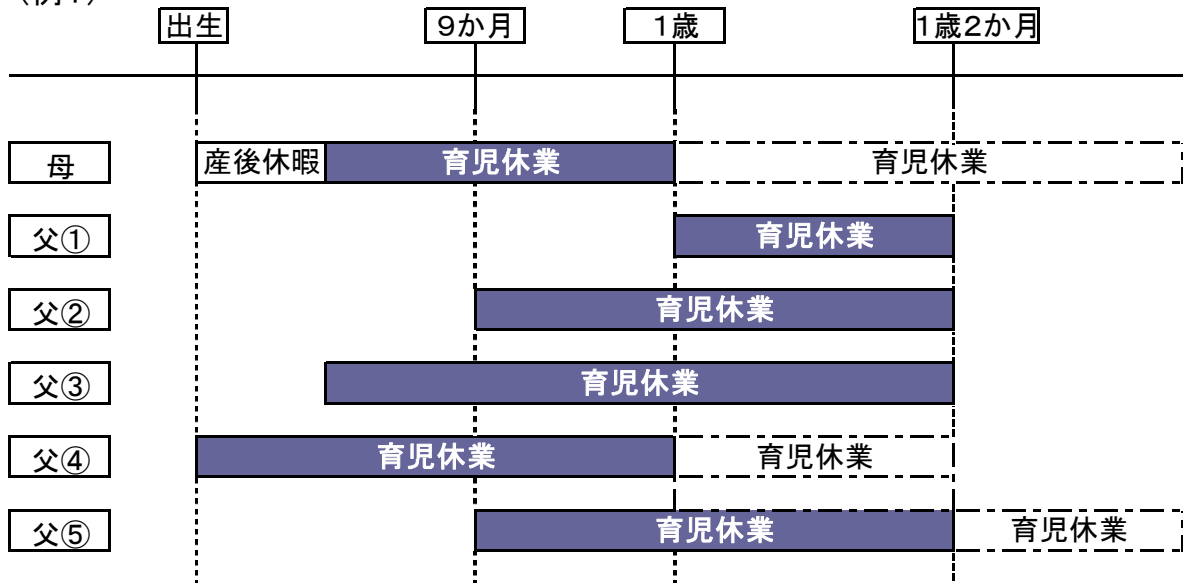 出生 9か月 1歳 1歳2か月
母 産後休暇 育児休業 育児休業
父① 育児休業
父② 育児休業
父③ 育児休業
父④ 育児休業 育児休業
父⑤ 育児休業 育児休業